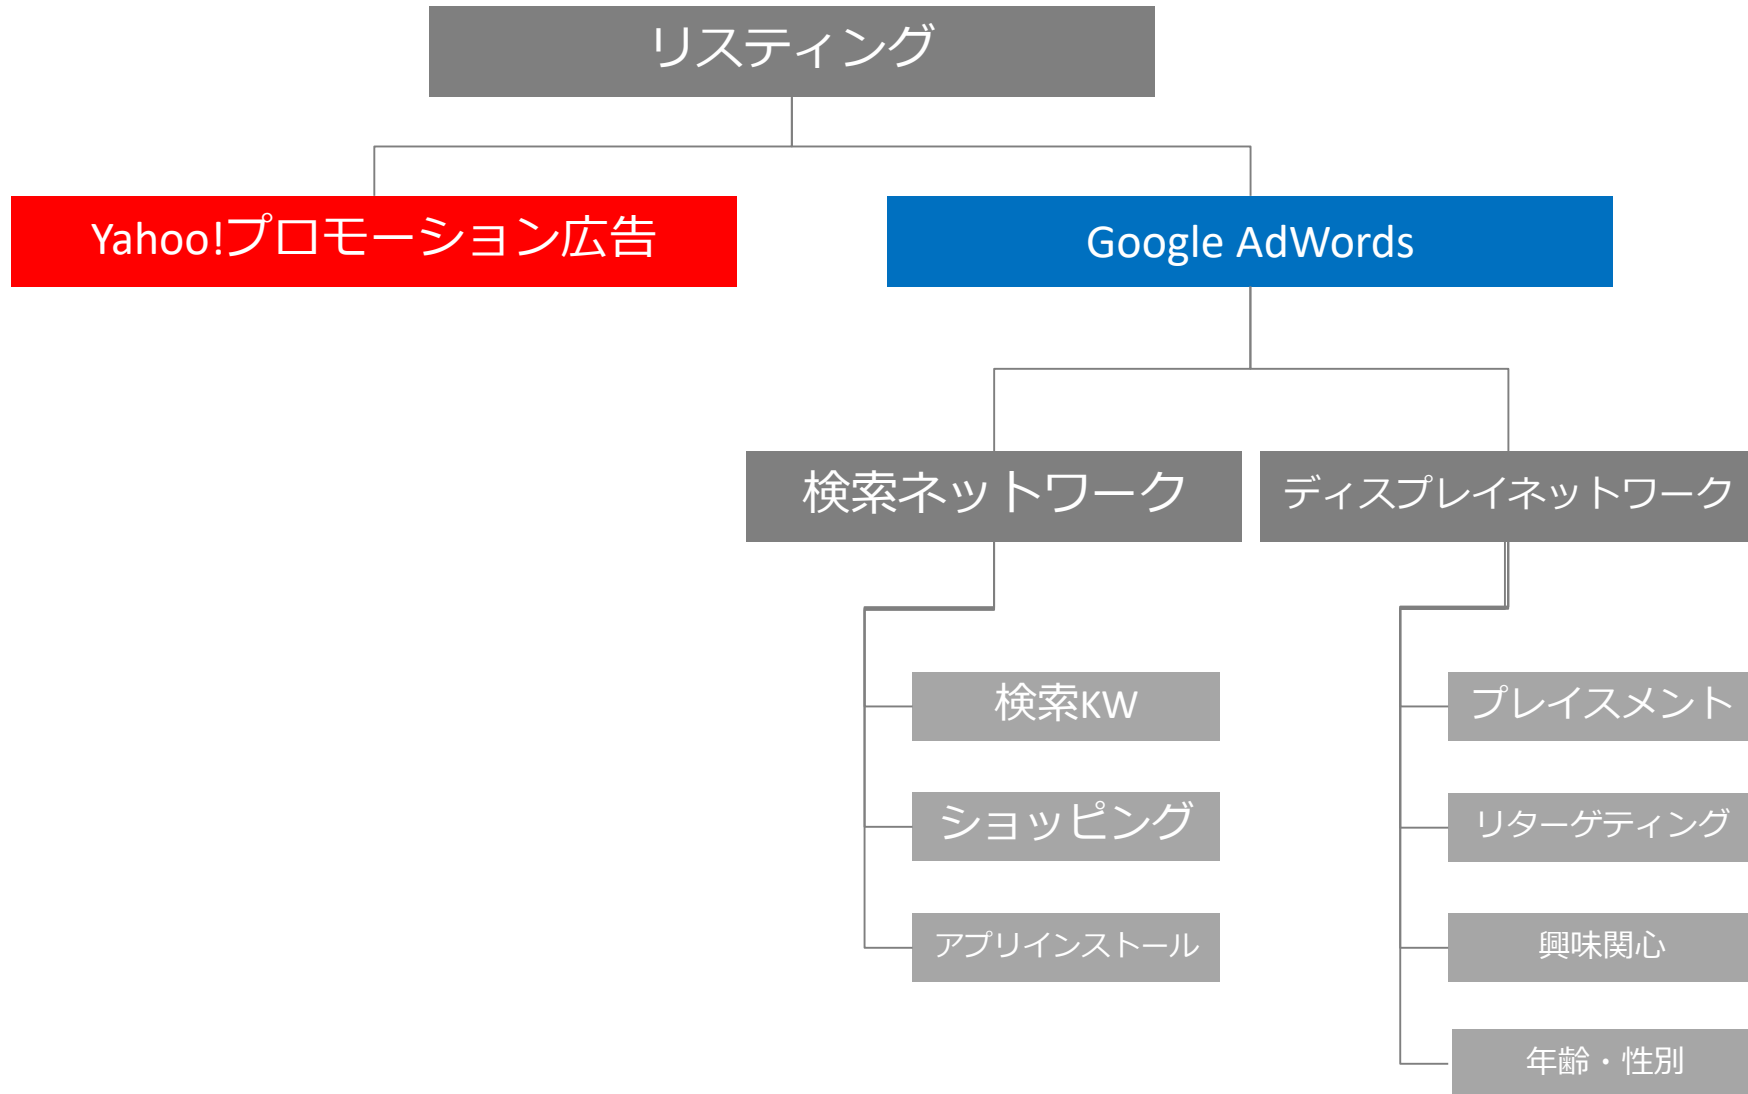 リスティング
Yahoo!プロモーション広告
Google AdWords
検索ネットワーク
ディスプレイネットワーク
検索KW
プレイスメント
ショッピング
リターゲティング
アプリインストール
興味関心
年齢・性別